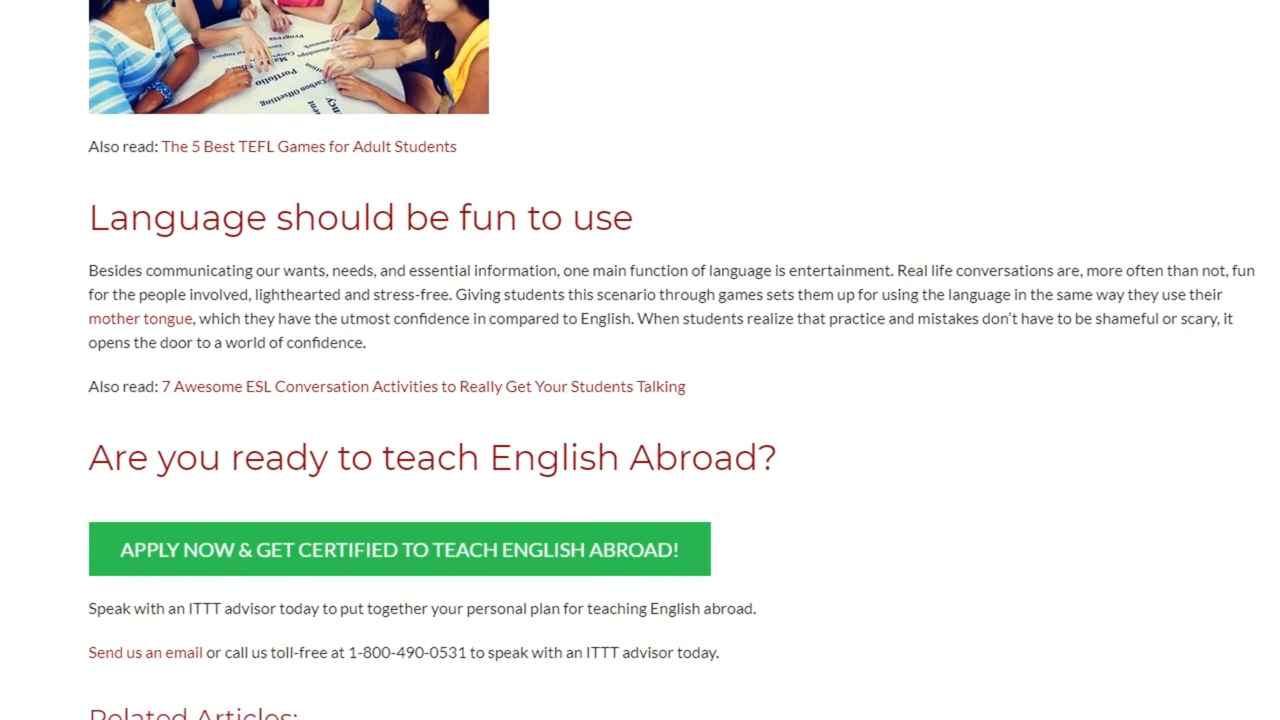 Progress
Portfolio
Carbon Offsetting
Also read: The 5 Best TEFL Games for Adult Students
Language should be fun to use
Besides communicating our wants, needs, and essential information, one main function of language is entertainment. Real life conversations are, more often than not, fun
for the people involved, lighthearted and stress-free. Giving students this scenario through games sets them up for using the language in the same way they use their
mother tongue, which they have the utmost confidence in compared to English. When students realize that practice and mistakes don’t have to be shameful or scary, it
opens the door to a world of confidence.
Also read: 7 Awesome ESL Conversation Activities to Really Get Your Students Talking
Are you ready to teach English Abroad?
APPLY NOW & GET CERTIFIED TO TEACH ENGLISH ABROAD!
Speak with an ITTT advisor today to put together your personal plan for teaching English abroad.
Send us an email or call us toll-free at 1-800-490-0531 to speak with an ITTT advisor today.
Related Articles: